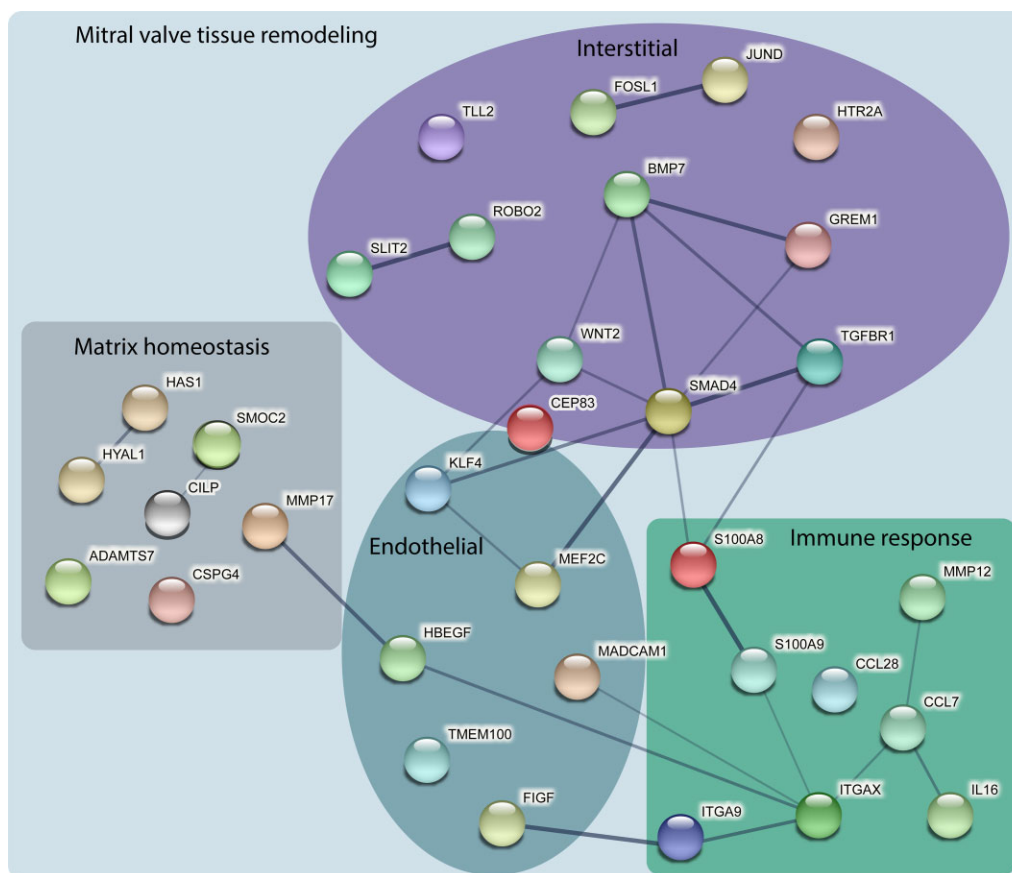 Mitral valve tissue remodeling
Interstitial
JUND
FOSL1
TLL2
HTR2A
BMP7
ROBO2
GREM1
SLIT2
WNT2
TGFBR1
SMAD4
CEP83
Matrix homeostasis
HAS1
SMOC2
HYAL1
CILP
MMP17
ADAMTS7
CSPG4
KLF4
Endothelial
MEF2C
HBEGF
MADCAM1
TMEM100
FIGF
Immune response
S100A8
MMP12
S100A9
CCL28
CCL7
ITGAX
IL16
ITGA9